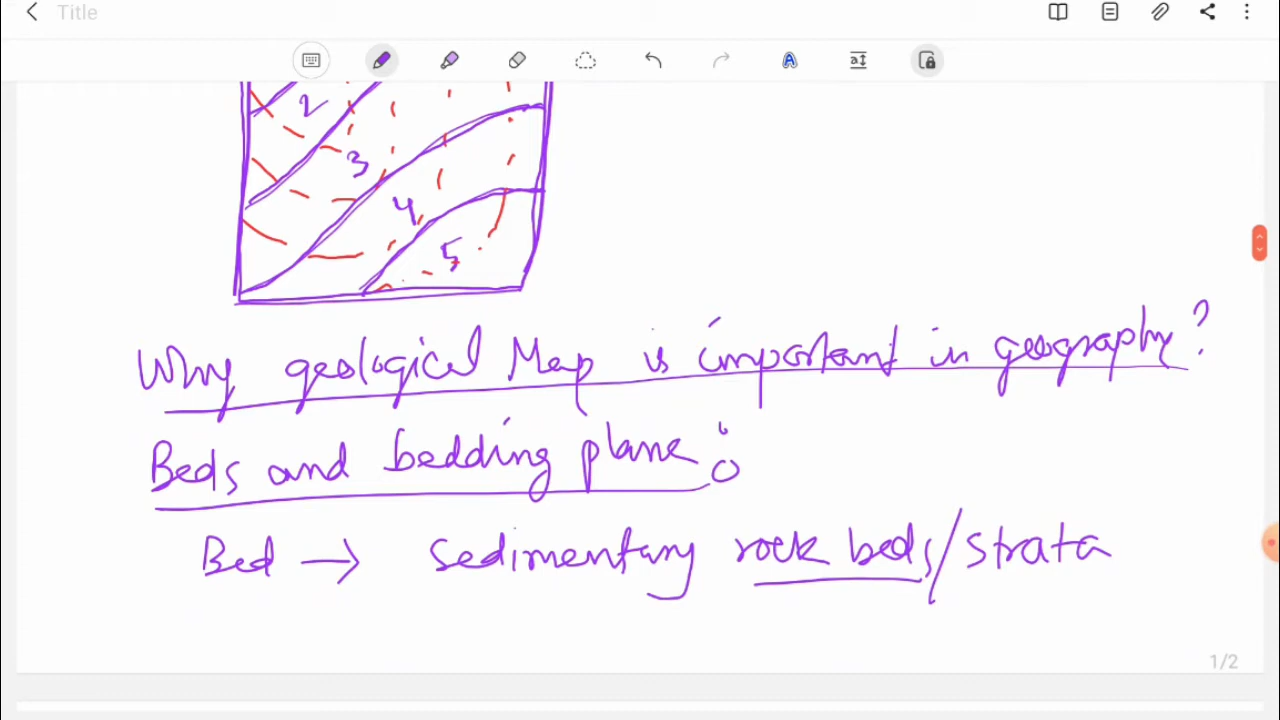 Title
2
3
4
5
Why geological Map is important in geography?
Beds and bedding plane:
Bed → sedimentary rock beds/strata
1/2